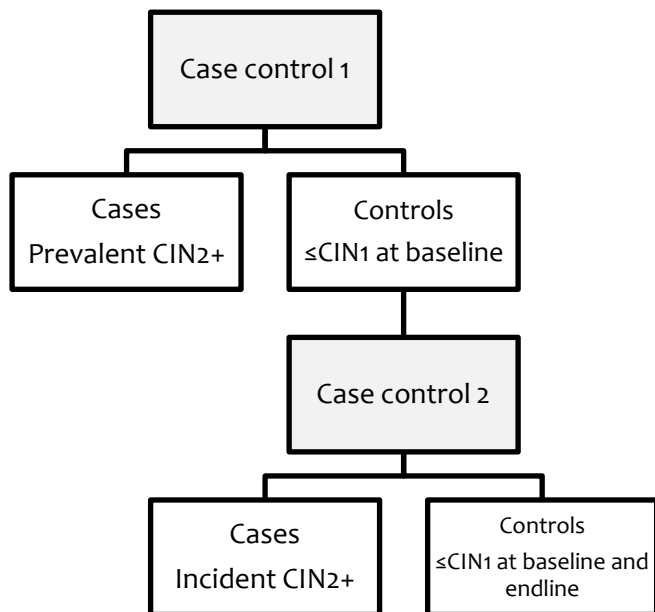 Case control 1
Cases
Prevalent CIN2+
Controls
≤CIN1 at baseline
Case control 2
Cases
Incident CIN2+
Controls
≤CIN1 at baseline and
endline